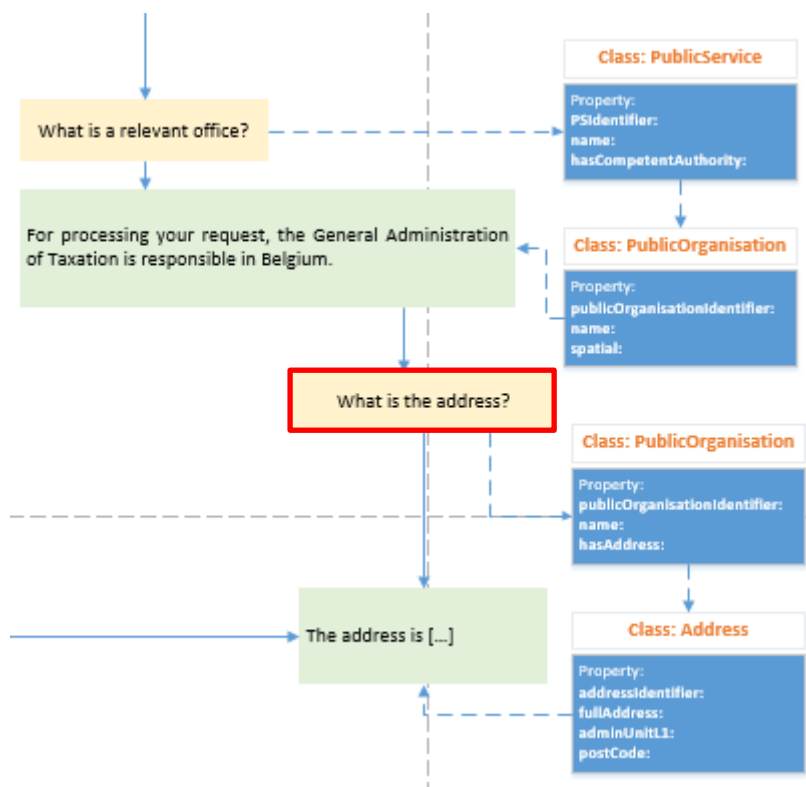 Class: PublicService
Property:
PSIdentifier:
name:
hasCompetentAuthority:
What is a relevant office?
For processing your request, the General Administration
of Taxation is responsible in Belgium.
Class: PublicOrganisation
Property:
publicOrganisationIdentifier:
name:
spatial:
What is the address?
Class: PublicOrganisation
Property:
publicOrganisationIdentifier:
name:
hasAddress:
The address is [...]
Class: Address
Property:
addressIdentifier:
fullAddress:
adminUnitL1:
postCode: